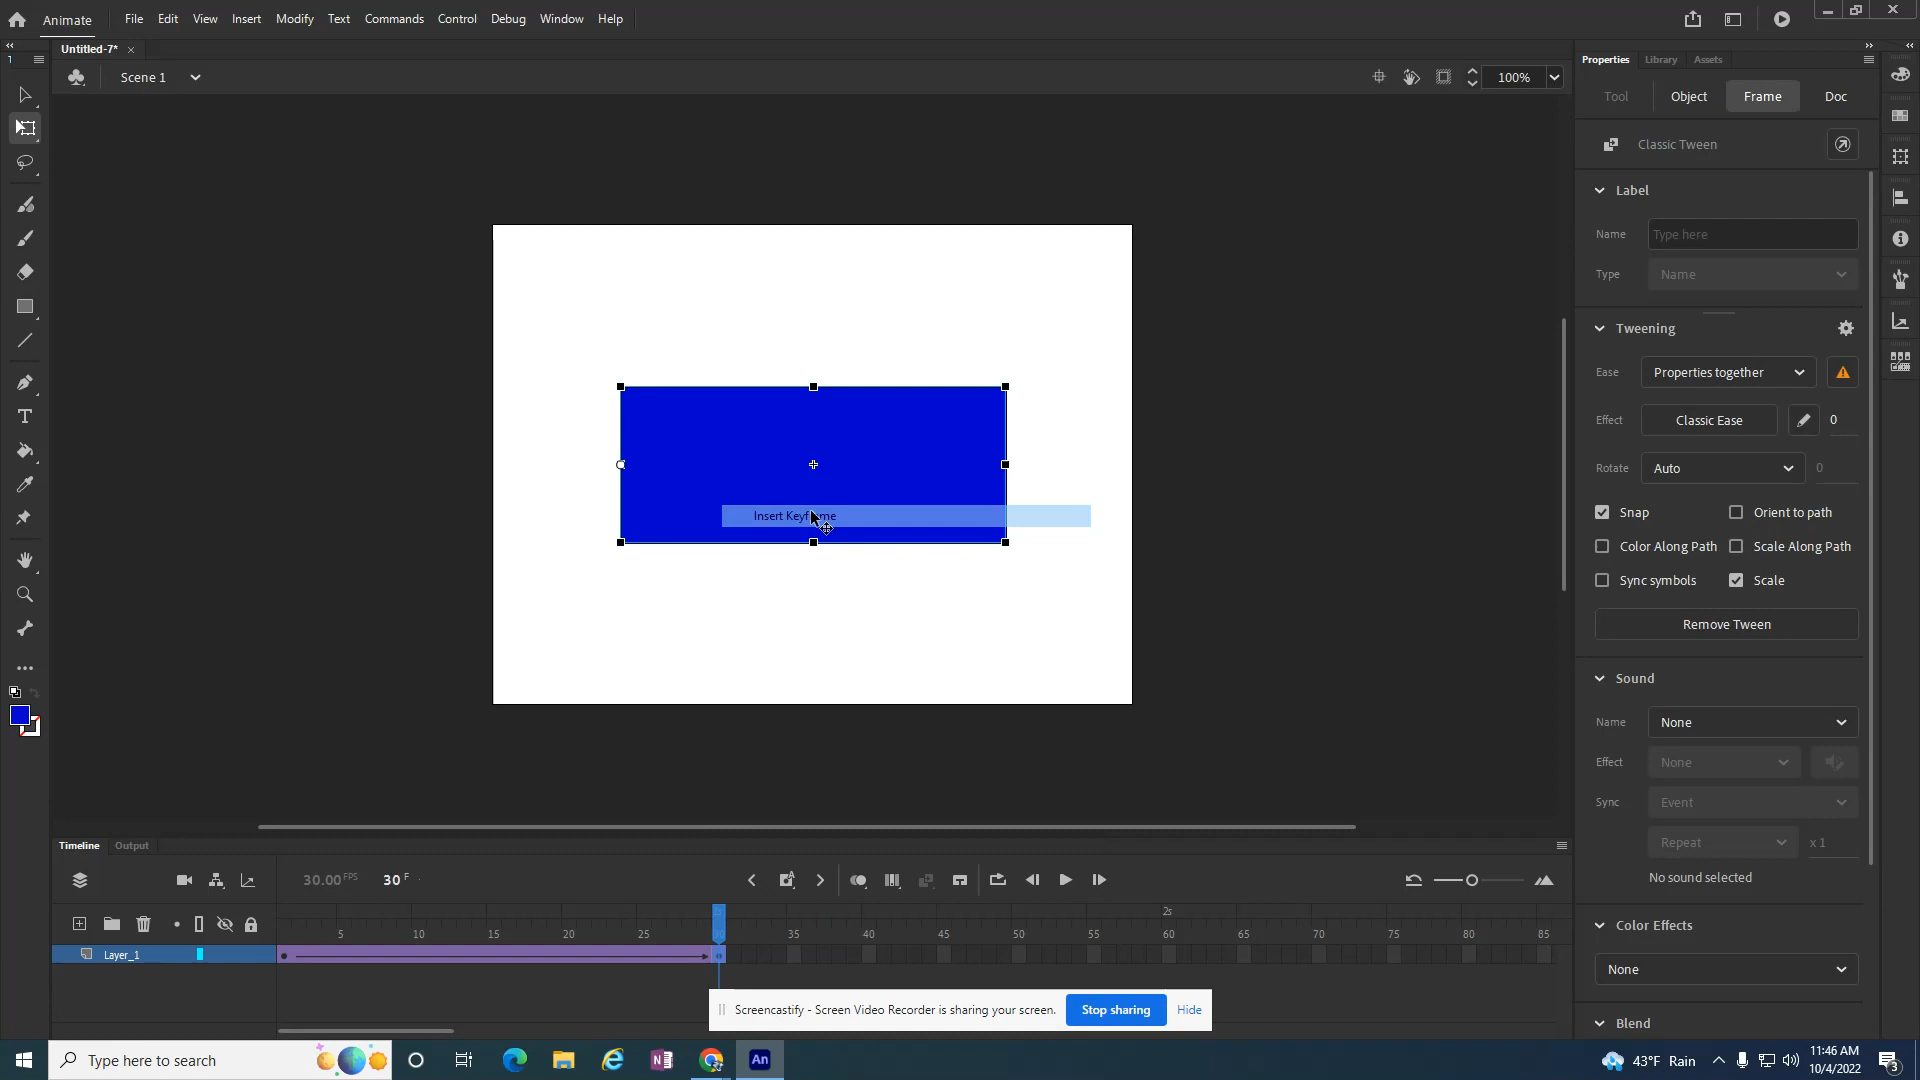 Animate File Edit View Insert Modify Text Commands Control Debug Window Help
Untitled-7*
Scene 1
100%
Insert Keyframe
Properties Library Assets
Tool Object Frame Doc
Classic Tween
Label
Name Type here
Type Name
Tweening
Ease Properties together
Effect Classic Ease 0
Rotate Auto 0
Snap Orient to path
Color Along Path Scale Along Path
Sync symbols Scale
Remove Tween
Sound
Name None
Effect None
Sync Event
Repeat x 1
No sound selected
Color Effects
None
Blend
Timeline Output
30.00 FPS 30 F
2s
5 10 15 20 25 30 35 40 45 50 55 60 65 70 75 80 85
Layer_1
Screencastify - Screen Video Recorder is sharing your screen. Stop sharing Hide
Type here to search
An
43°F Rain
11:46 AM
10/4/2022
3